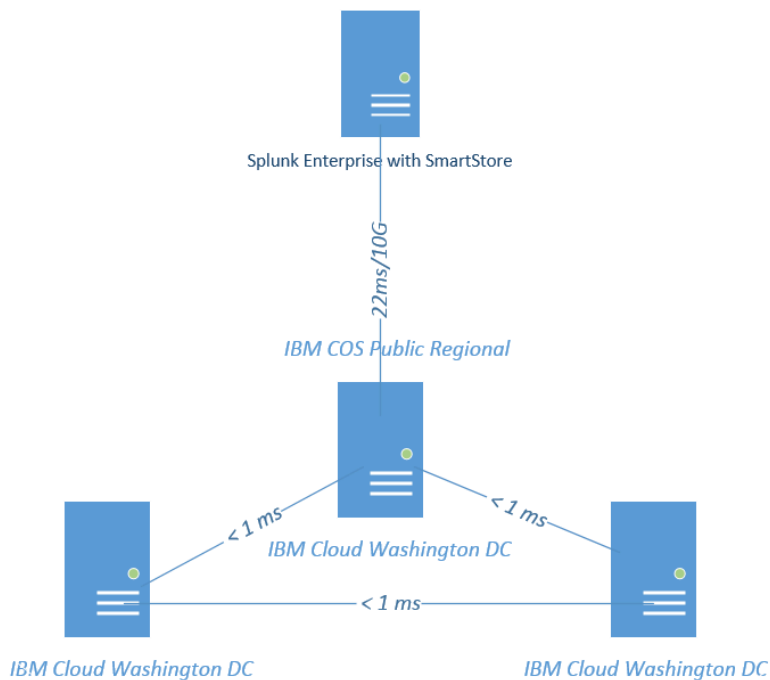 Splunk Enterprise with SmartStore
22ms/10G
IBM COS Public Regional
< 1 ms
< 1 ms
IBM Cloud Washington DC
< 1 ms
IBM Cloud Washington DC
IBM Cloud Washington DC